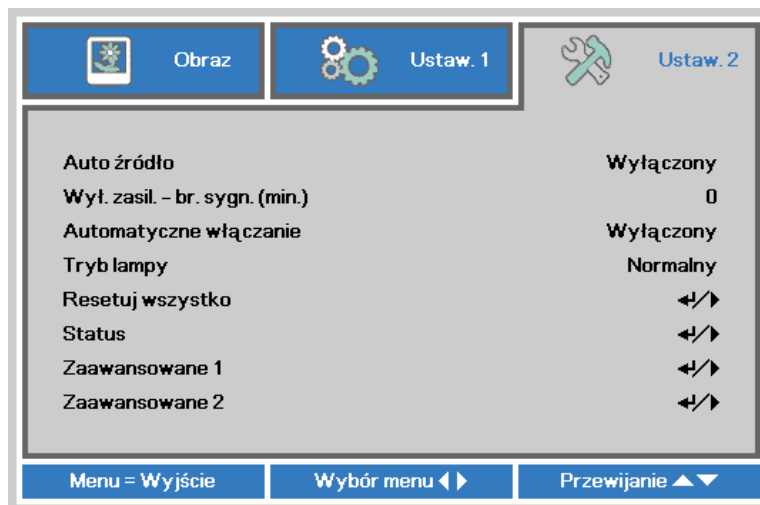 Obraz Ustaw. 1 Ustaw. 2
Auto źródło Wyłączony
Wył. zasil. – br. sygn. (min.) 0
Automatyczne włączanie Wyłączony
Tryb lampy Normalny
Resetuj wszystko ↵/▶
Status ↵/▶
Zaawansowane 1 ↵/▶
Zaawansowane 2 ↵/▶
Menu = Wyjście Wybór menu ◀▶ Przewijanie ▲▼